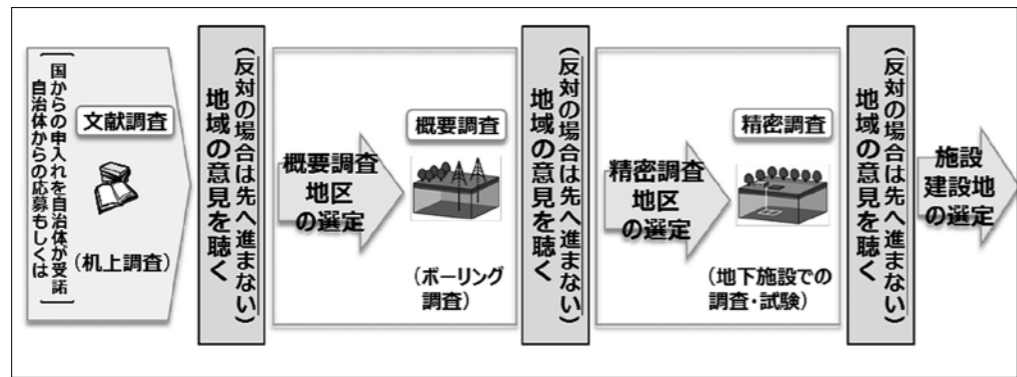 自治体からの応募もしくは
国からの申入れを自治体が受諾
文献調査
(机上調査)
地域の意見を聴く
(反対の場合は先へ進まない)
概要調査
地区
の選定
概要調査
(ボーリング
調査)
地域の意見を聴く
(反対の場合は先へ進まない)
精密調査
地区
の選定
精密調査
(地下施設での
調査・試験)
地域の意見を聴く
(反対の場合は先へ進まない)
施設
建設地
の選定